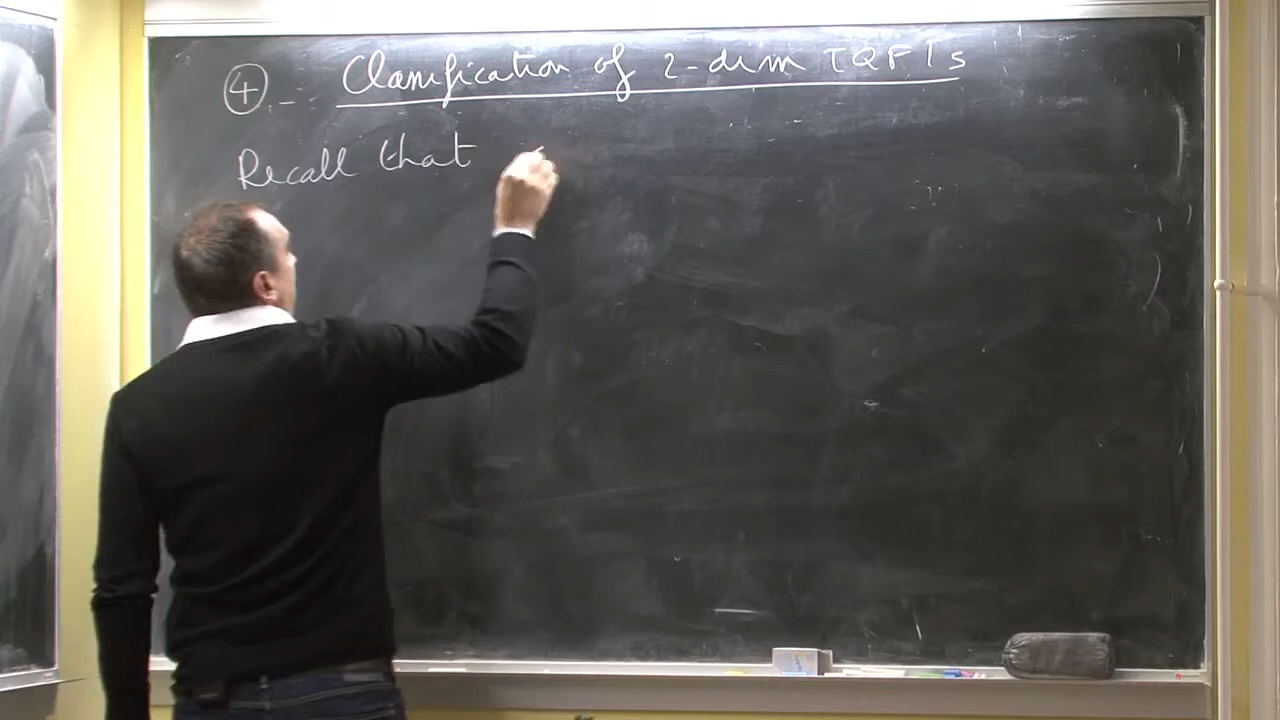 ④ - Classification of 2-dim TQFTs
Recall that